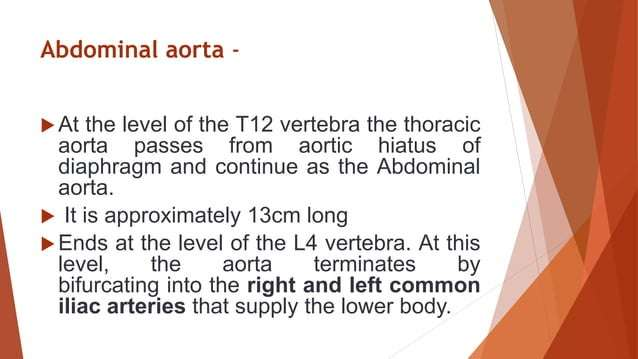 Abdominal aorta -
At the level of the T12 vertebra the thoracic
aorta passes from aortic hiatus of
diaphragm and continue as the Abdominal
aorta.
It is approximately 13cm long
Ends at the level of the L4 vertebra. At this
level, the aorta terminates by
bifurcating into the right and left common
iliac arteries that supply the lower body.